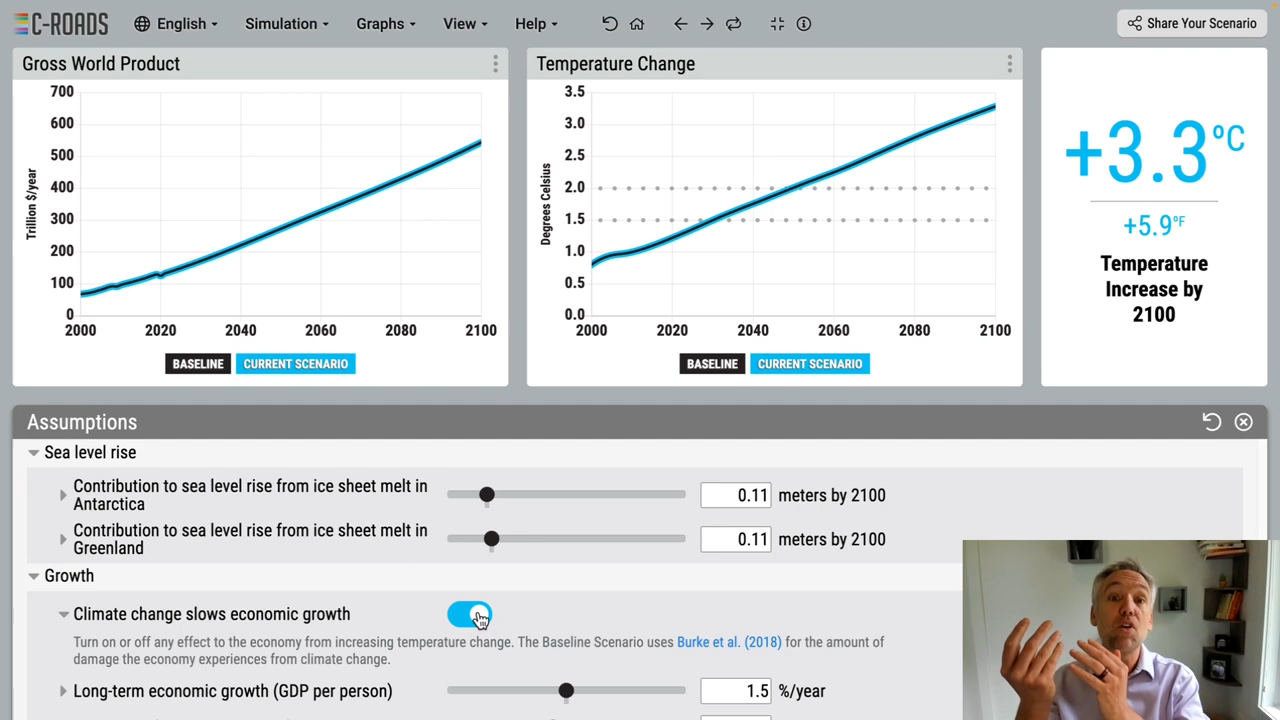 C-ROADS
English
Simulation
Graphs
View
Help
Share Your Scenario
Gross World Product
Trillion $/year
700
600
500
400
300
200
100
0
2000 2020 2040 2060 2080 2100
BASELINE CURRENT SCENARIO
Temperature Change
Degrees Celsius
3.5
3.0
2.5
2.0
1.5
1.0
0.5
0.0
2000 2020 2040 2060 2080 2100
BASELINE CURRENT SCENARIO
+3.3°C
+5.9°F
Temperature
Increase by
2100
Assumptions
Sea level rise
Contribution to sea level rise from ice sheet melt in
Antarctica
0.11 meters by 2100
Contribution to sea level rise from ice sheet melt in
Greenland
0.11 meters by 2100
Growth
Climate change slows economic growth
Turn on or off any effect to the economy from increasing temperature change. The Baseline Scenario uses Burke et al. (2018) for the amount of
damage the economy experiences from climate change.
Long-term economic growth (GDP per person)
1.5 %/year